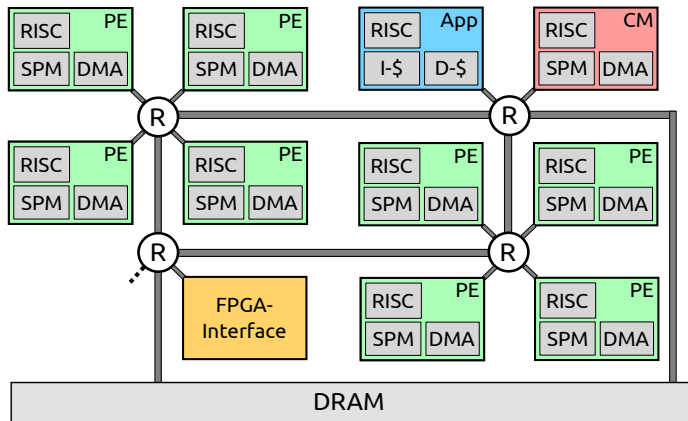 RISC PE
SPM DMA
RISC PE
SPM DMA
RISC App
I-$ D-$
RISC CM
SPM DMA
R
R
RISC PE
SPM DMA
RISC PE
SPM DMA
RISC PE
SPM DMA
RISC PE
SPM DMA
R
R
FPGA-
Interface
RISC PE
SPM DMA
RISC PE
SPM DMA
DRAM